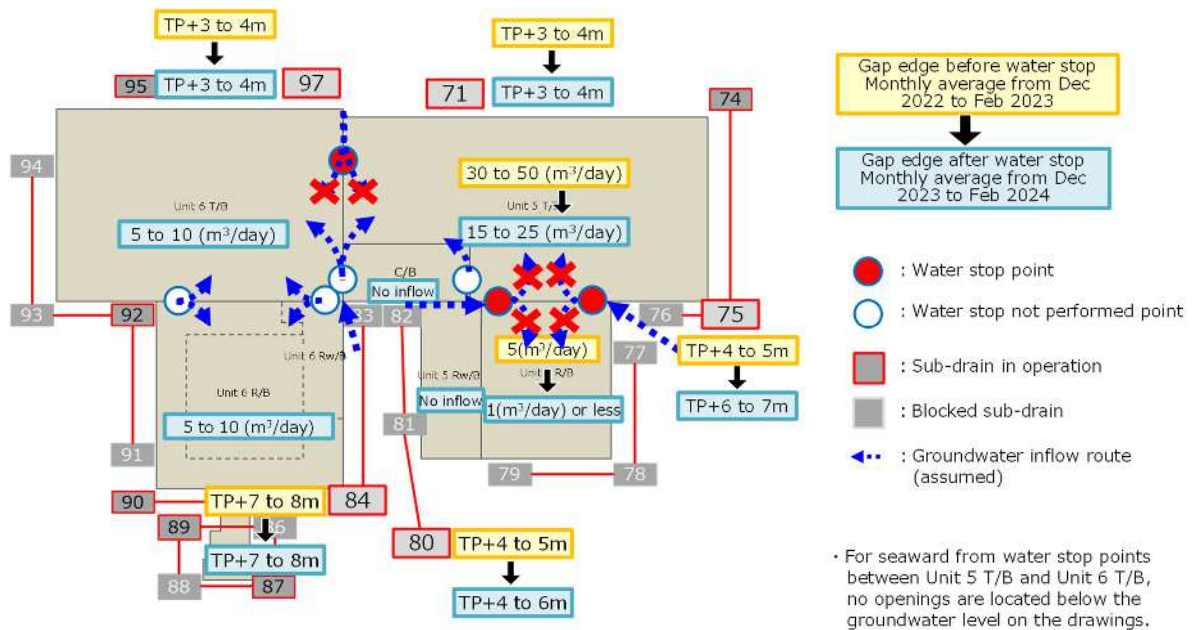 TP+3 to 4m
TP+3 to 4m
95
TP+3 to 4m
97
71
TP+3 to 4m
74
Gap edge before water stop
Monthly average from Dec
2022 to Feb 2023
Gap edge after water stop
Monthly average from Dec
2023 to Feb 2024
94
30 to 50 (m³/day)
Unit 6 T/B
Unit 5 T/
5 to 10 (m³/day)
15 to 25 (m³/day)
C/B
No inflow
93
92
33
82
76
75
: Water stop point
: Water stop not performed point
: Sub-drain in operation
: Blocked sub-drain
: Groundwater inflow route
(assumed)
Unit 6 Rw/B
77
5(m³/day)
TP+4 to 5m
TP+6 to 7m
Unit 6 R/B
Unit 5 Rw/B
Unit
R/B
No inflow
1(m³/day) or less
5 to 10 (m³/day)
81
91
79
78
90
TP+7 to 8m
84
89
86
TP+7 to 8m
88
87
80
TP+4 to 5m
TP+4 to 6m
· For seaward from water stop points
between Unit 5 T/B and Unit 6 T/B,
no openings are located below the
groundwater level on the drawings.